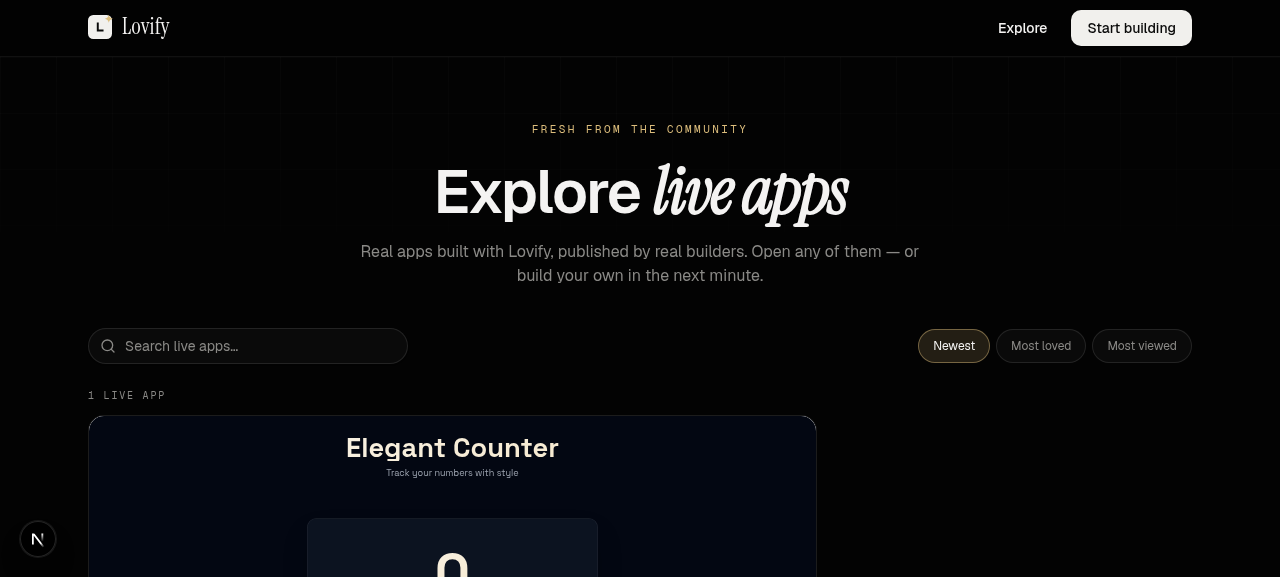 L Lovify
Explore
Start building
FRESH FROM THE COMMUNITY
Explore live apps
Real apps built with Lovify, published by real builders. Open any of them — or
build your own in the next minute.
Search live apps...
Newest
Most loved
Most viewed
1 LIVE APP
Elegant Counter
Track your numbers with style
0
N